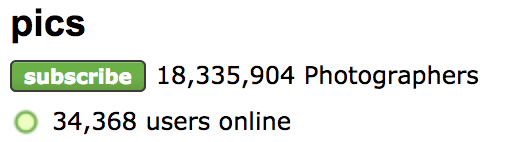 pics
subscribe 18,335,904 Photographers
34,368 users online